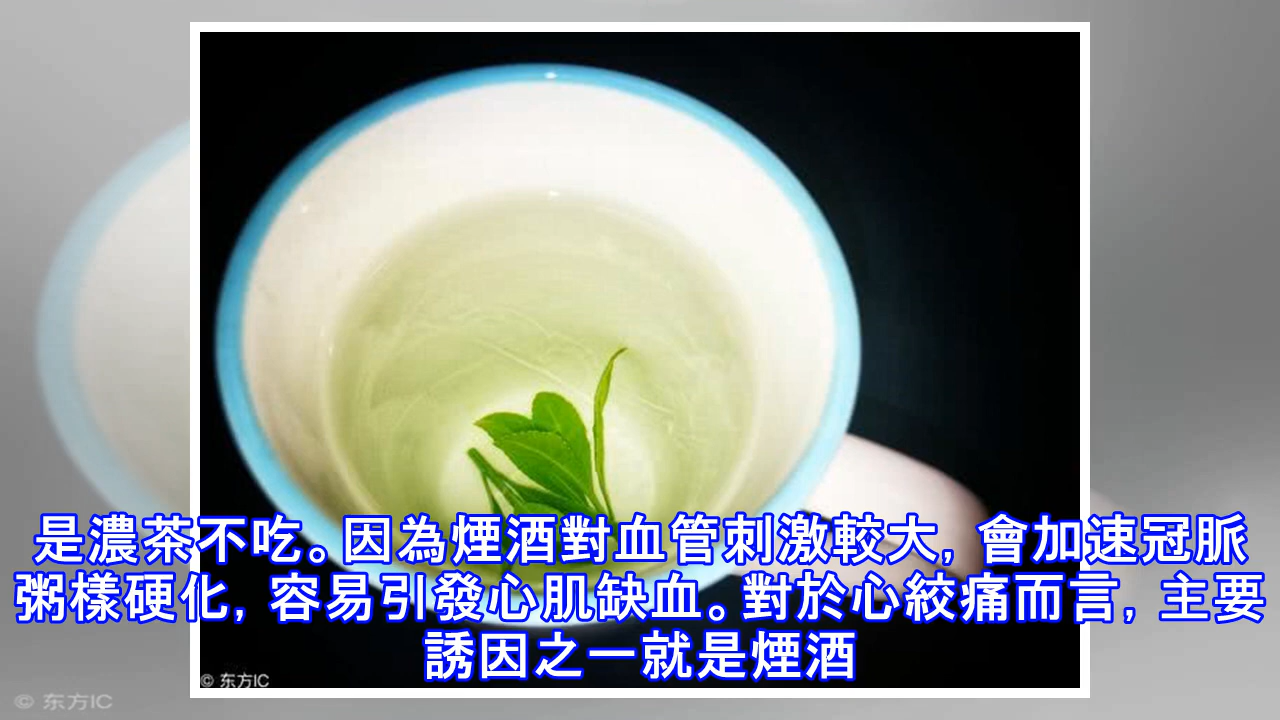 是濃茶不吃。因為煙酒對血管刺激較大, 會加速冠脈
粥樣硬化, 容易引發心肌缺血。對於心絞痛而言, 主要
誘因之一就是煙酒
© 东方IC
© 东方IC